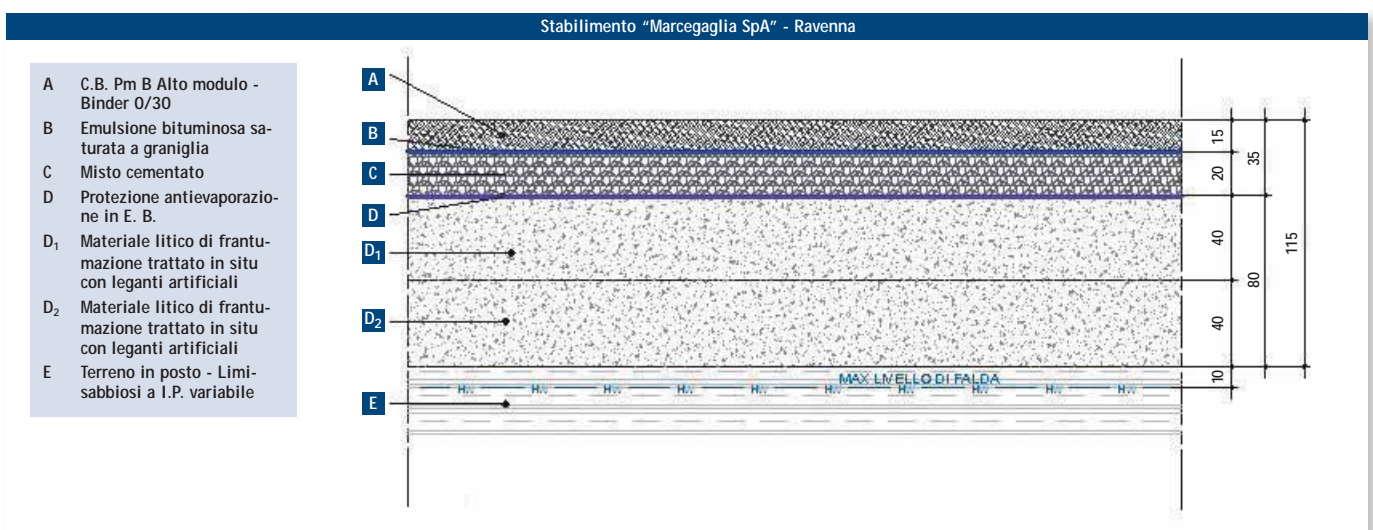 Stabilimento “Marcegaglia SpA” - Ravenna
A C.B. Pm B Alto modulo -
Binder 0/30
B Emulsione bituminosa sa-
turata a graniglia
C Misto cementato
D Protezione antievaporazio-
ne in E. B.
D₁ Materiale litico di frantu-
mazione trattato in situ
con leganti artificiali
D₂ Materiale litico di frantu-
mazione trattato in situ
con leganti artificiali
E Terreno in posto - Limi-
sabbiosi a I.P. variabile
A
B
C
D
D₁
D₂
E
15
20
35
40
40
80
115
10
MAX LIVELLO DI FALDA